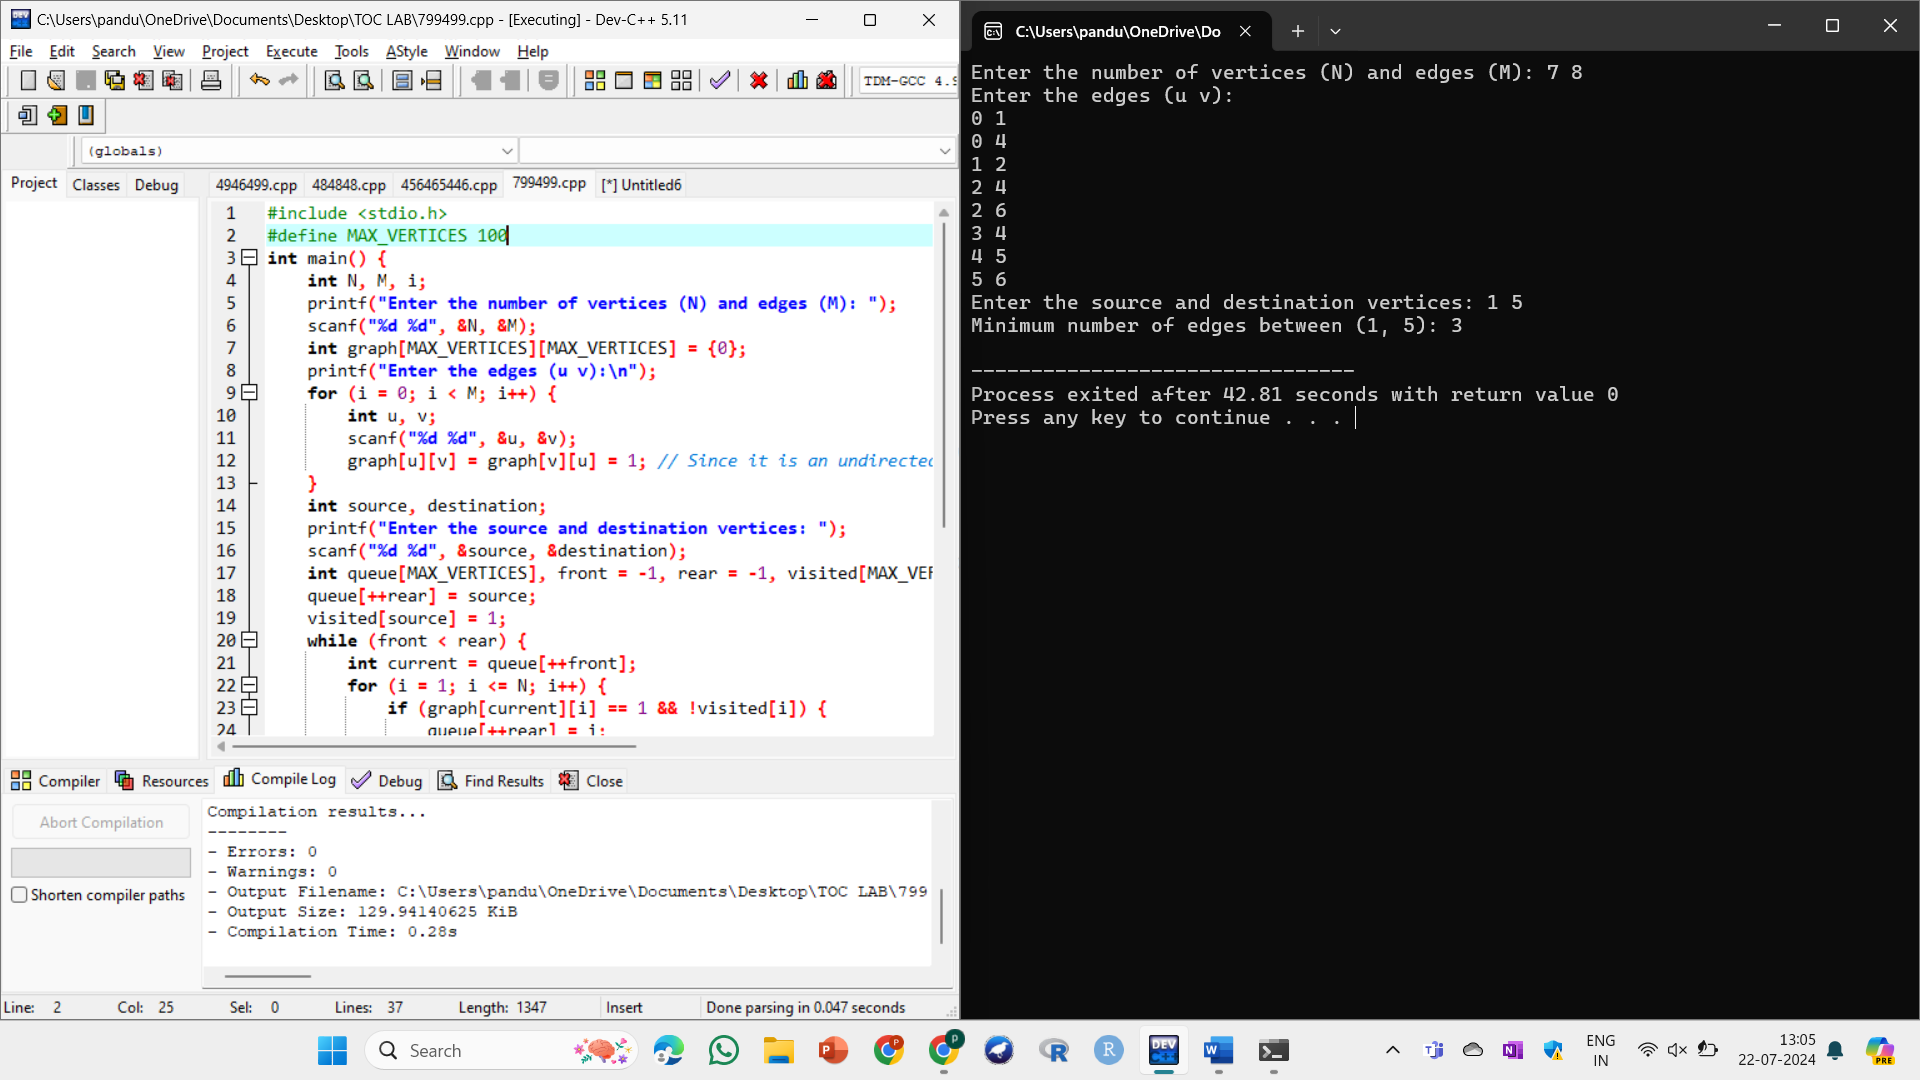 C:\Users\pandu\OneDrive\Documents\Desktop\TOC LAB\799499.cpp - [Executing] - Dev-C++ 5.11
File Edit Search View Project Execute Tools AStyle Window Help
TDM-GCC 4.9
(globals)
Project Classes Debug
4946499.cpp 484848.cpp 456465446.cpp 799499.cpp [*] Untitled6
1 #include <stdio.h>
2 #define MAX_VERTICES 100
3 int main() {
4 int N, M, i;
5 printf("Enter the number of vertices (N) and edges (M): ");
6 scanf("%d %d", &N, &M);
7 int graph[MAX_VERTICES][MAX_VERTICES] = {0};
8 printf("Enter the edges (u v):\n");
9 for (i = 0; i < M; i++) {
10 int u, v;
11 scanf("%d %d", &u, &v);
12 graph[u][v] = graph[v][u] = 1; // Since it is an undirected
13 }
14 int source, destination;
15 printf("Enter the source and destination vertices: ");
16 scanf("%d %d", &source, &destination);
17 int queue[MAX_VERTICES], front = -1, rear = -1, visited[MAX_VER
18 queue[++rear] = source;
19 visited[source] = 1;
20 while (front < rear) {
21 int current = queue[++front];
22 for (i = 1; i <= N; i++) {
23 if (graph[current][i] == 1 && !visited[i]) {
24 queue[++rear] = i;
Compiler Resources Compile Log Debug Find Results Close
Abort Compilation
Shorten compiler paths
Compilation results...
--------
- Errors: 0
- Warnings: 0
- Output Filename: C:\Users\pandu\OneDrive\Documents\Desktop\TOC LAB\799
- Output Size: 129.94140625 KiB
- Compilation Time: 0.28s
Line: 2 Col: 25 Sel: 0 Lines: 37 Length: 1347 Insert Done parsing in 0.047 seconds
C:\Users\pandu\OneDrive\Do
Enter the number of vertices (N) and edges (M): 7 8
Enter the edges (u v):
0 1
0 4
1 2
2 4
2 6
3 4
4 5
5 6
Enter the source and destination vertices: 1 5
Minimum number of edges between (1, 5): 3
--------------------------------
Process exited after 42.81 seconds with return value 0
Press any key to continue . . .
Search
ENG
IN
13:05
22-07-2024